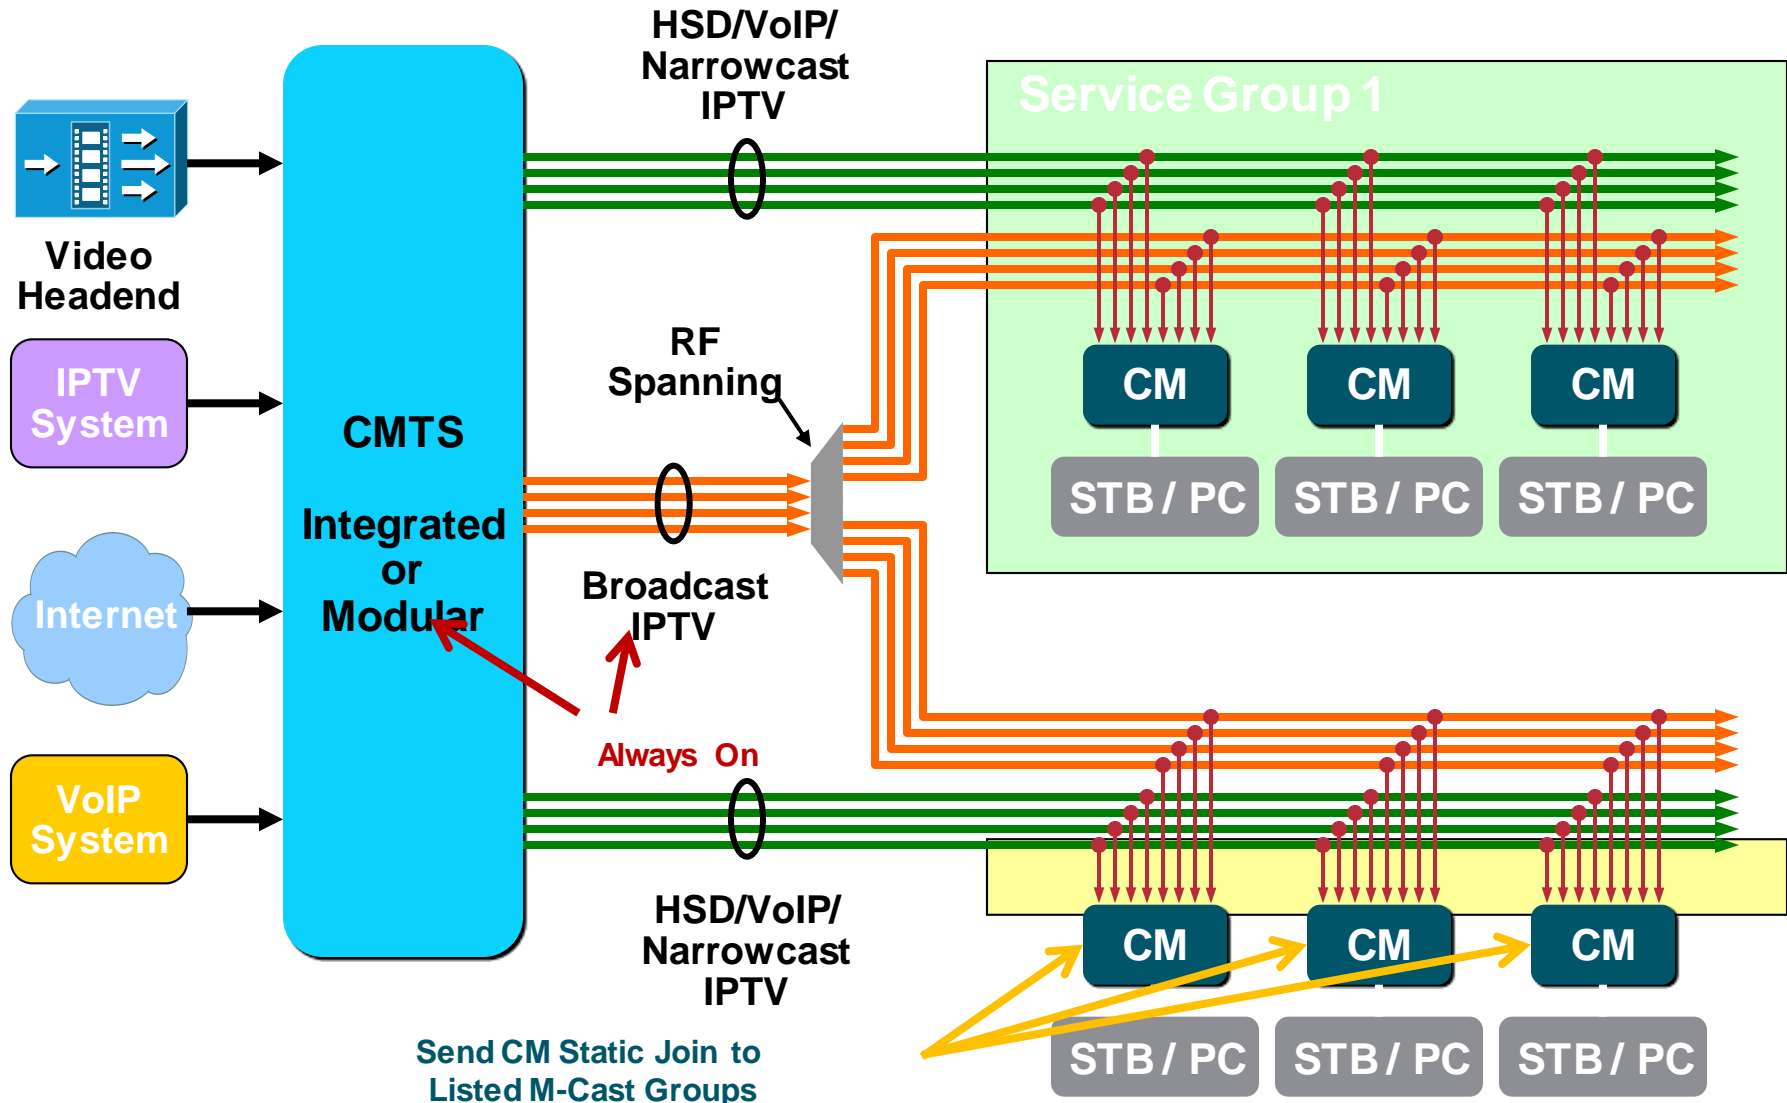 HSD/VoIP/
Narrowcast
IPTV
Service Group 1
Video
Headend
IPTV
System
Internet
VoIP
System
CMTS
Integrated
or
Modular
RF
Spanning
Broadcast
IPTV
Always On
CM
CM
CM
STB / PC
STB / PC
STB / PC
HSD/VoIP/
Narrowcast
IPTV
CM
CM
CM
STB / PC
STB / PC
STB / PC
Send CM Static Join to
Listed M-Cast Groups